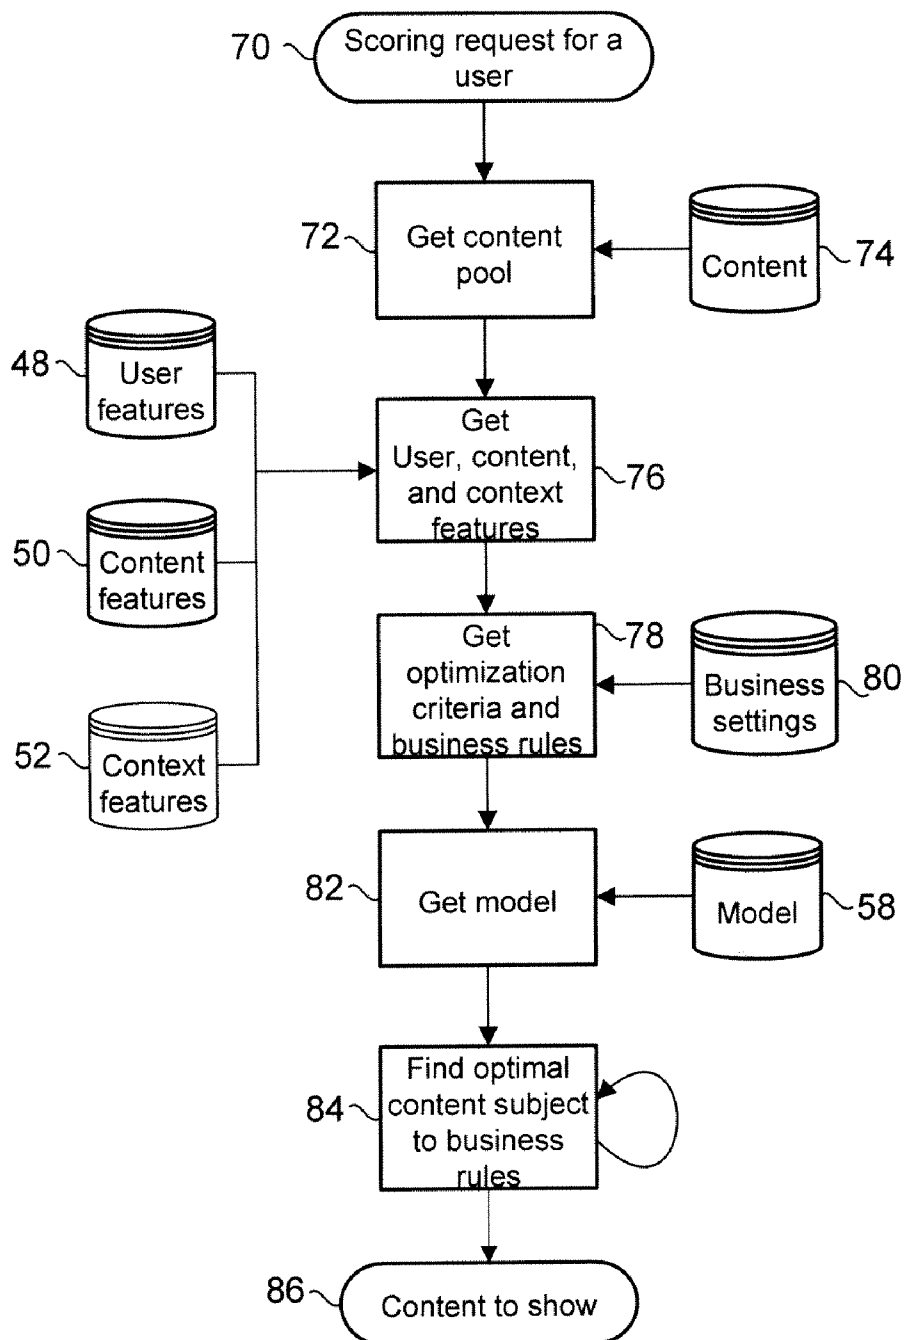 70
Scoring request for a
user
72
Get content
pool
Content
74
48
User
features
Get
User, content,
and context
features
76
50
Content
features
78
Get
optimization
criteria and
business rules
Business
settings
80
52
Context
features
82
Get model
Model
58
84
Find optimal
content subject
to business
rules
86
Content to show